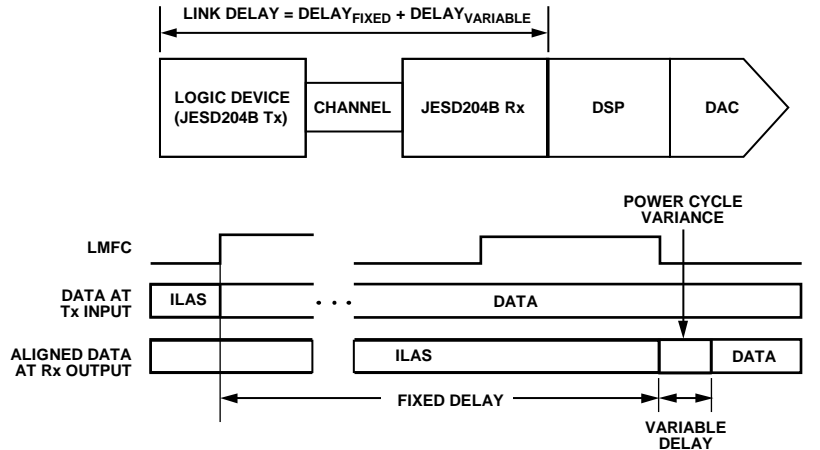 LINK DELAY = DELAYFIXED + DELAYVARIABLE
LOGIC DEVICE
(JESD204B Tx)
CHANNEL
JESD204B Rx
DSP
DAC
POWER CYCLE
VARIANCE
LMFC
DATA AT
Tx INPUT
ILAS
. . .
DATA
ALIGNED DATA
AT Rx OUTPUT
ILAS
DATA
FIXED DELAY
VARIABLE
DELAY